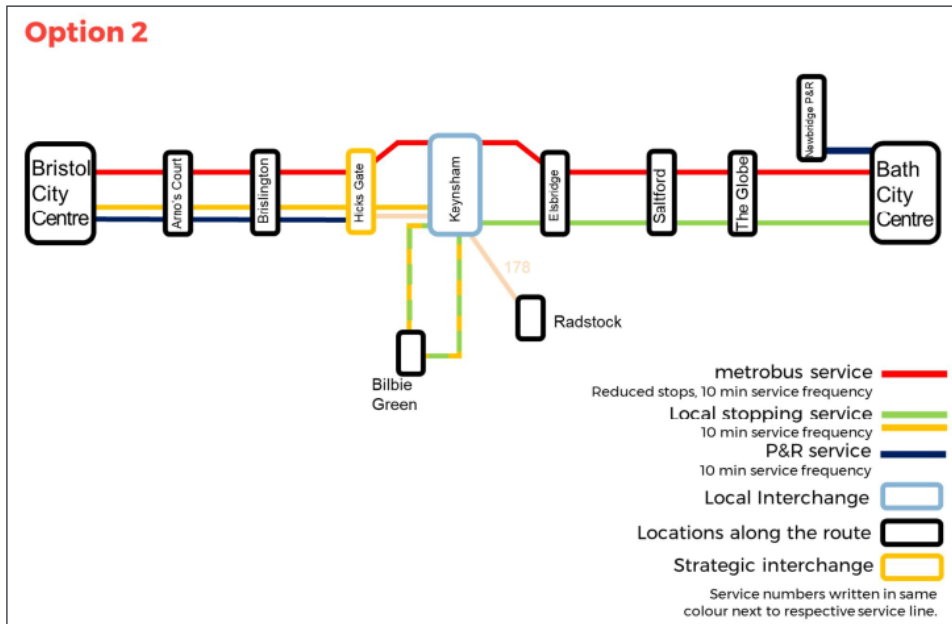 Option 2
Newbridge P&R
Bristol
City
Centre
Arno's Court
Brislington
Hicks Gate
Keynsham
Elsbridge
Saltford
The Globe
Bath
City
Centre
178
Radstock
Bilbie
Green
metrobus service
Reduced stops, 10 min service frequency
Local stopping service
10 min service frequency
P&R service
10 min service frequency
Local Interchange
Locations along the route
Strategic interchange
Service numbers written in same
colour next to respective service line.